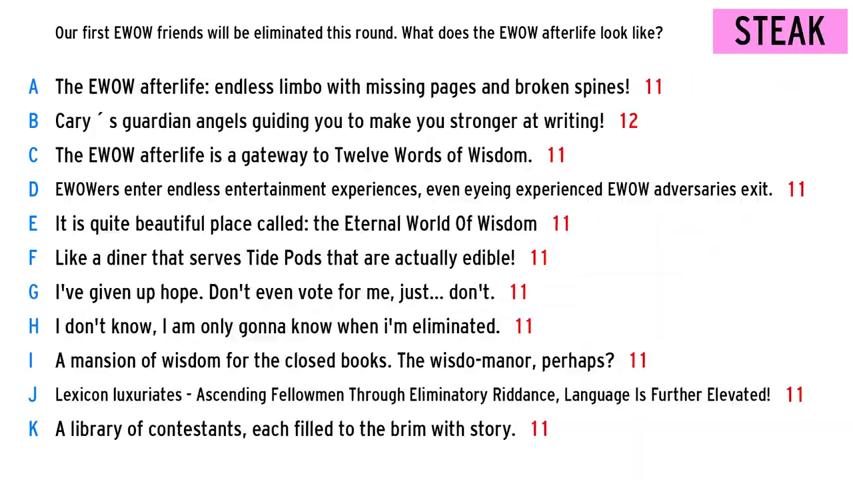 Our first EWOW friends will be eliminated this round. What does the EWOW afterlife look like?
STEAK
A The EWOW afterlife: endless limbo with missing pages and broken spines! 11
B Cary ´ s guardian angels guiding you to make you stronger at writing! 12
C The EWOW afterlife is a gateway to Twelve Words of Wisdom. 11
D EWOWers enter endless entertainment experiences, even eyeing experienced EWOW adversaries exit. 11
E It is quite beautiful place called: the Eternal World Of Wisdom 11
F Like a diner that serves Tide Pods that are actually edible! 11
G I've given up hope. Don't even vote for me, just... don't. 11
H I don't know, I am only gonna know when i'm eliminated. 11
I A mansion of wisdom for the closed books. The wisdo-manor, perhaps? 11
J Lexicon luxuriates - Ascending Fellowmen Through Eliminatory Riddance, Language Is Further Elevated! 11
K A library of contestants, each filled to the brim with story. 11